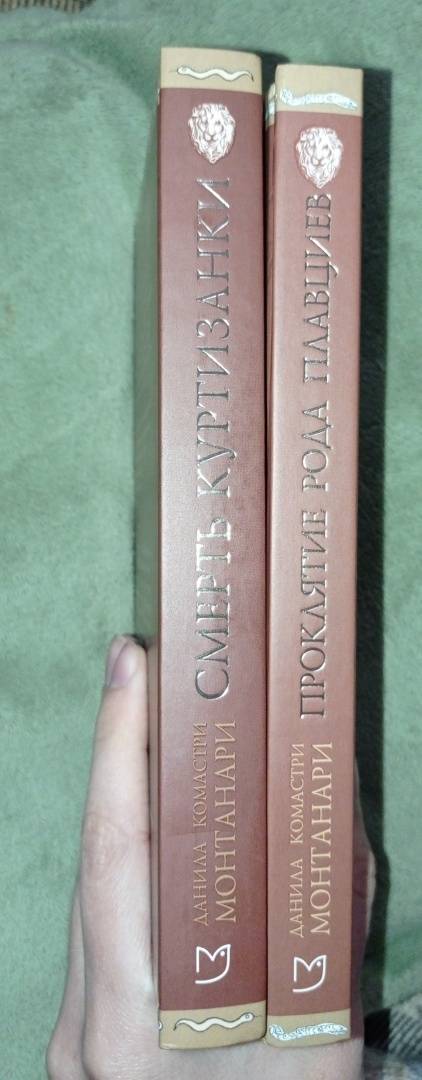 СМЕРТЬ КУРТИЗАНКИ
ДАНИЛА КОМАСТРИ
МОНТАНАРИ
ПРОКЛЯТИЕ РОДА ПЛАВЦИЕВ
ДАНИЛА КОМАСТРИ
МОНТАНАРИ